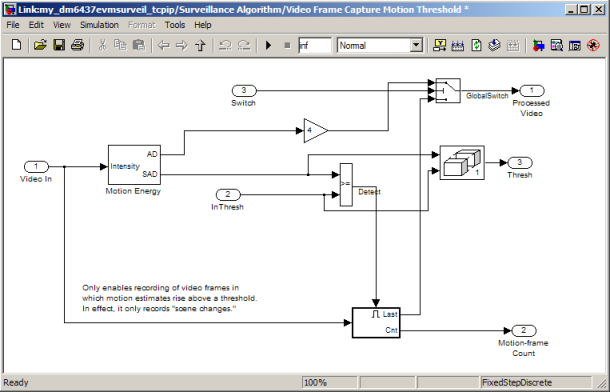 Linkmy_dm6437evmsurveil_tcpip/Surveillance Algorithm/Video Frame Capture Motion Threshold *
File Edit View Simulation Format Tools Help
inf Normal
3
Switch
GlobalSwitch
1
Processed
Video
4
AD
Intensity
SAD
Motion Energy
1
Video In
1
3
Thresh
>=
Detect
2
InThresh
Only enables recording of video frames in
which motion estimates rise above a threshold.
In effect, it only records "scene changes."
Last
Cnt
2
Motion-frame
Count
Ready 100% FixedStepDiscrete